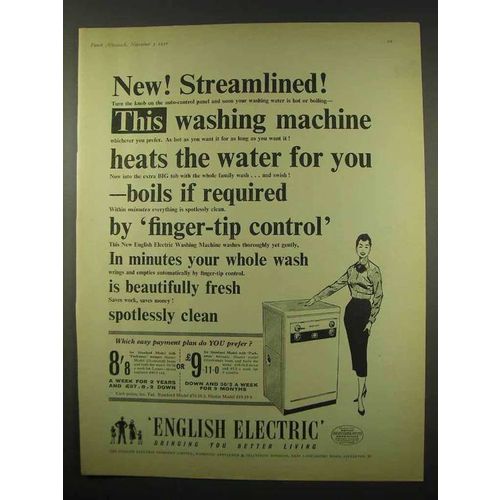 New! Streamlined!
Turn the knob on the auto-control panel and soon your washing water is hot or boiling—
This washing machine
whichever you prefer. As hot as you want it for as long as you want it!
heats the water for you
Now into the extra BIG tub with the whole family wash . . . and swish!
—boils if required
Within minutes everything is spotlessly clean.
by ‘finger-tip control’
This New English Electric Washing Machine washes thoroughly yet gently,
In minutes your whole wash
wrings and empties automatically by finger-tip control.
is beautifully fresh
Saves work, saves money!
spotlessly clean
Which easy payment plan do YOU prefer?
8'8
A WEEK FOR 2 YEARS
OR
£9
11·0
DOWN AND
A WEEK
FOR 9 MONTHS
'ENGLISH ELECTRIC'
BRINGING YOU BETTER LIVING